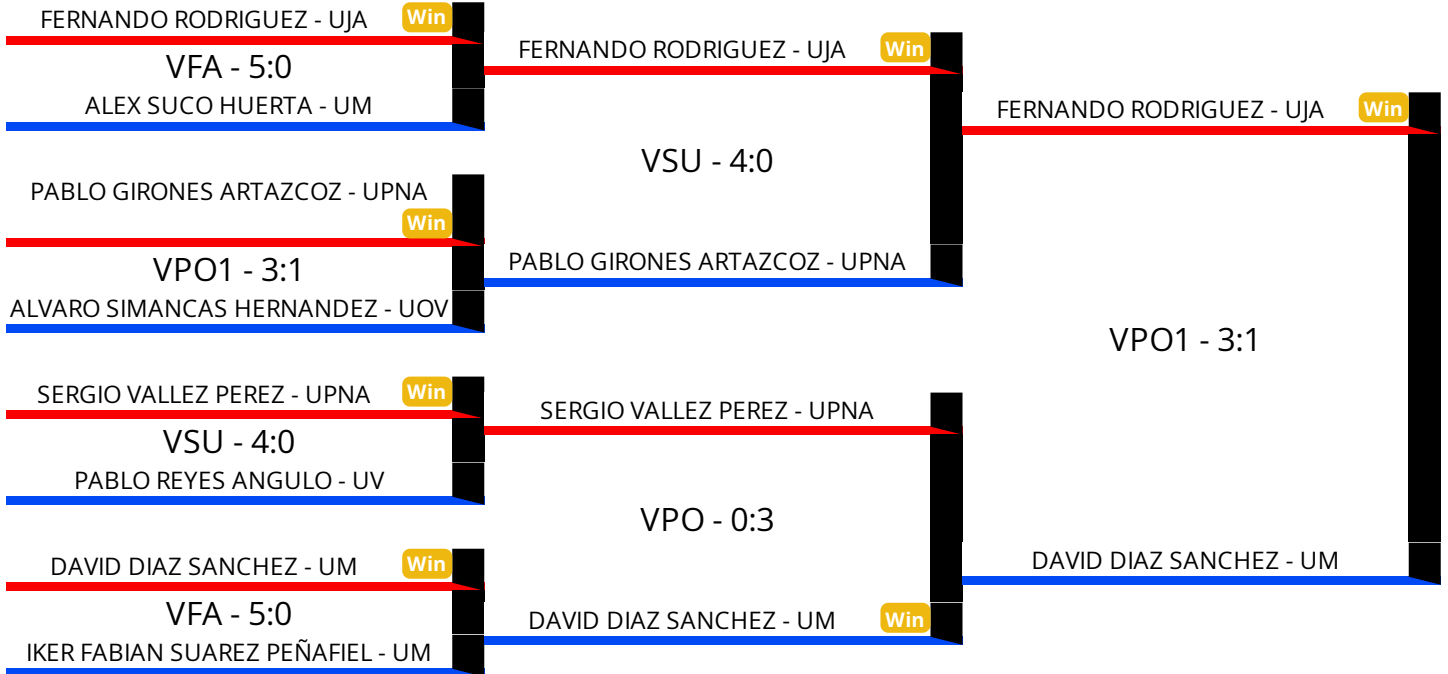 FERNANDO RODRIGUEZ - UJA
Win
VFA - 5:0
ALEX SUCO HUERTA - UM
PABLO GIRONES ARTAZCOZ - UPNA
Win
VPO1 - 3:1
ALVARO SIMANCAS HERNANDEZ - UOV
SERGIO VALLEZ PEREZ - UPNA
Win
VSU - 4:0
PABLO REYES ANGULO - UV
DAVID DIAZ SANCHEZ - UM
Win
VFA - 5:0
IKER FABIAN SUAREZ PEÑAFIEL - UM
FERNANDO RODRIGUEZ - UJA
Win
VSU - 4:0
PABLO GIRONES ARTAZCOZ - UPNA
SERGIO VALLEZ PEREZ - UPNA
VPO - 0:3
DAVID DIAZ SANCHEZ - UM
Win
FERNANDO RODRIGUEZ - UJA
Win
VPO1 - 3:1
DAVID DIAZ SANCHEZ - UM